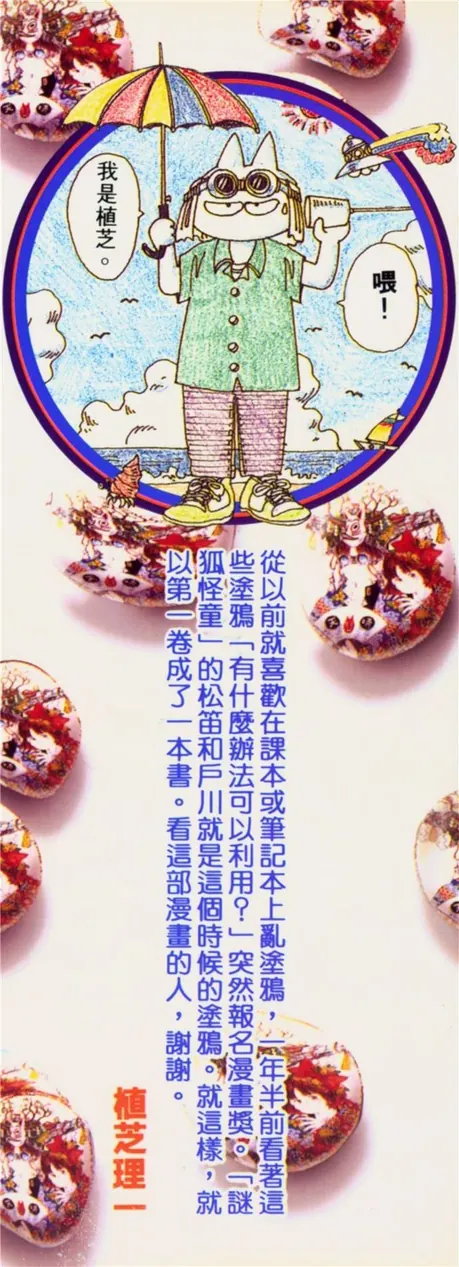 喂！
我是植芝。
從以前就喜歡在課本或筆記本上亂塗鴉，一年半前看著這
些塗鴉「有什麼辦法可以利用？」突然報名漫畫獎。「謎
狐怪童」的松笛和戶川就是這個時候的塗鴉。就這樣，就
以第一卷成了一本書。看這部漫畫的人，謝謝。
植芝理一